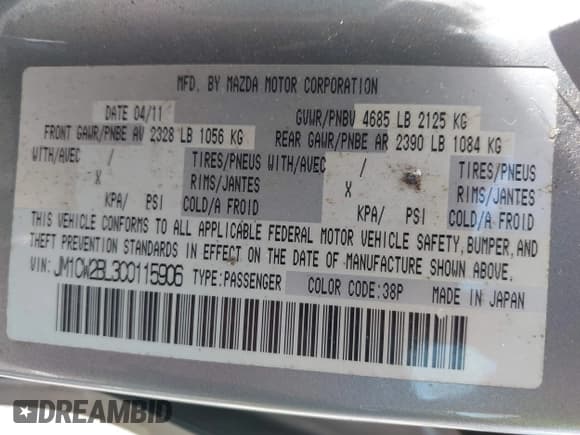 MFD. BY MAZDA MOTOR CORPORATION
DATE 04/11 GVWR/PNBV 4685 LB 2125 KG
FRONT GAWR/PNBE AV 2328 LB 1056 KG REAR GAWR/PNBE AR 2390 LB 1084 KG
WITH/AVEC / TIRES/PNEUS WITH/AVEC / TIRES/PNEUS
X RIMS/JANTES X RIMS/JANTES
KPA/ PSI COLD/A FROID KPA/ PSI COLD/A FROID
THIS VEHICLE CONFORMS TO ALL APPLICABLE FEDERAL MOTOR VEHICLE SAFETY, BUMPER, AND
THEFT PREVENTION STANDARDS IN EFFECT ON THE DATE OF MANUFACTURE SHOWN ABOVE.
VIN: JM1CW2BL3C0115906 TYPE:PASSENGER COLOR CODE:38P MADE IN JAPAN
DREAMBID